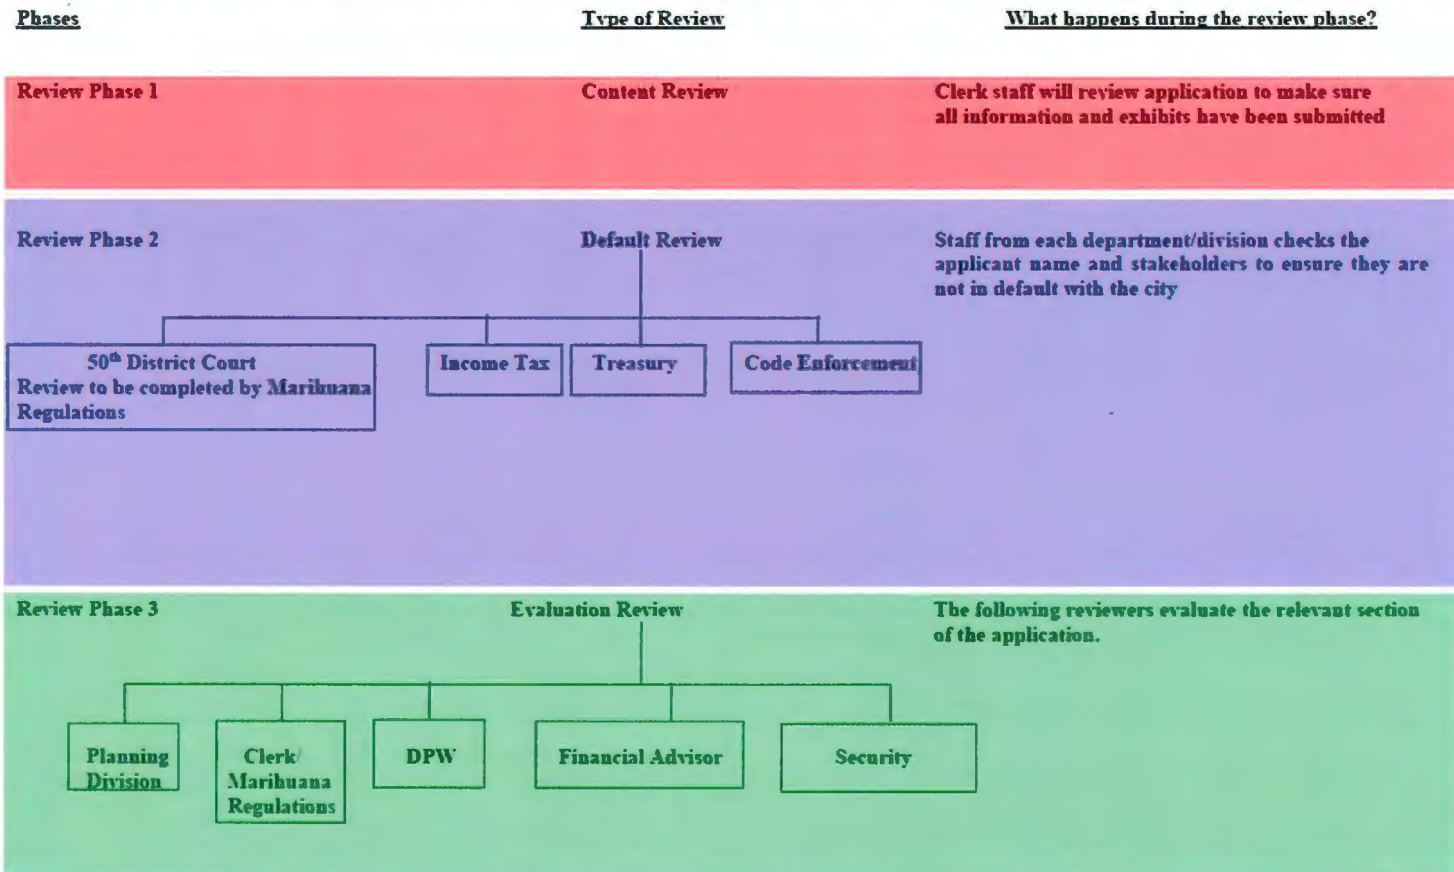 Phases
Type of Review
What happens during the review phase?
Review Phase 1
Content Review
Clerk staff will review application to make sure
all information and exhibits have been submitted
Review Phase 2
Default Review
Staff from each department/division checks the
applicant name and stakeholders to ensure they are
not in default with the city
50th District Court
Review to be completed by Marihuana
Regulations
Income Tax
Treasury
Code Enforcement
Review Phase 3
Evaluation Review
The following reviewers evaluate the relevant section
of the application.
Planning
Division
Clerk/
Marihuana
Regulations
DPW
Financial Advisor
Security